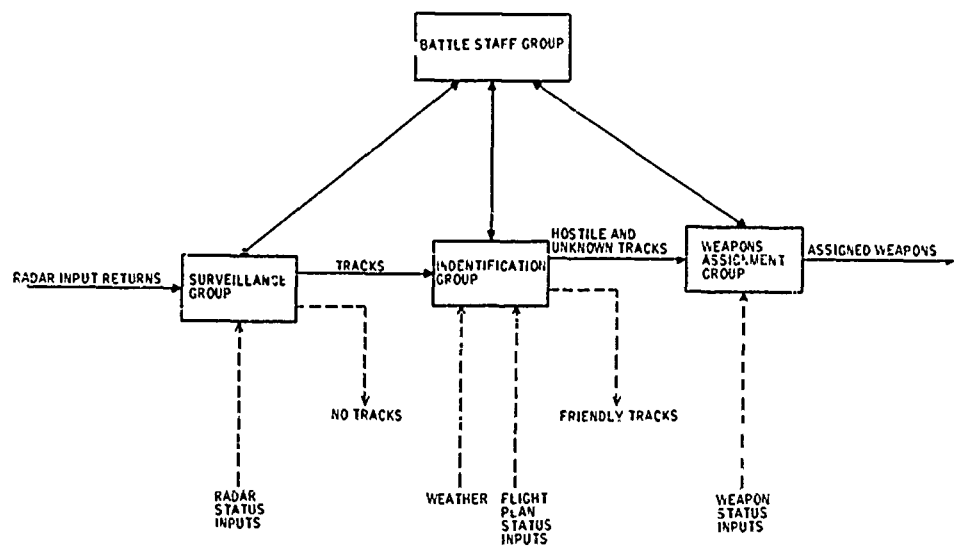 BATTLE STAFF GROUP
HOSTILE AND
UNKNOWN TRACKS
WEAPONS
ASSIGNMENT
GROUP
ASSIGNED WEAPONS
RADAR INPUT RETURNS
SURVEILLANCE
GROUP
TRACKS
INDENTIFICATION
GROUP
NO TRACKS
FRIENDLY TRACKS
RADAR
STATUS
INPUTS
WEATHER
FLIGHT
PLAN
STATUS
INPUTS
WEAPON
STATUS
INPUTS